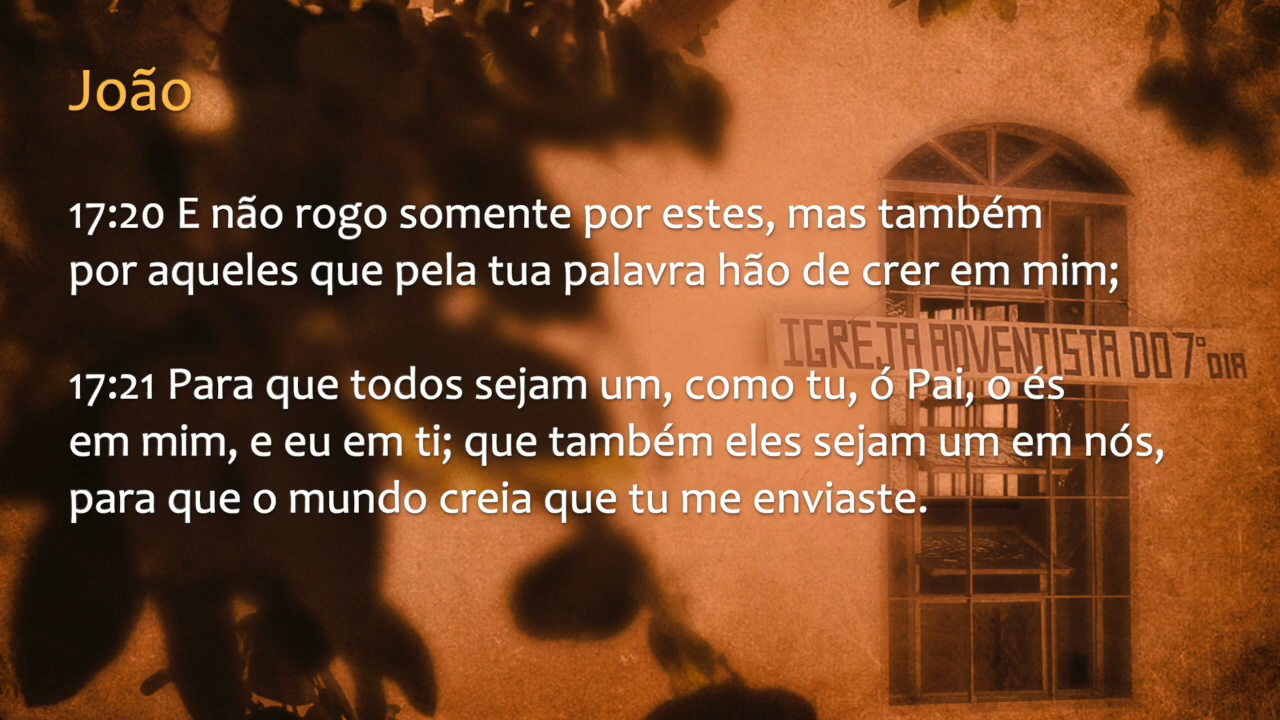 João
17:20 E não rogo somente por estes, mas também
por aqueles que pela tua palavra hão de crer em mim;
IGREJA ADVENTISTA DO 7° DIA
17:21 Para que todos sejam um, como tu, ó Pai, o és
em mim, e eu em ti; que também eles sejam um em nós,
para que o mundo creia que tu me enviaste.